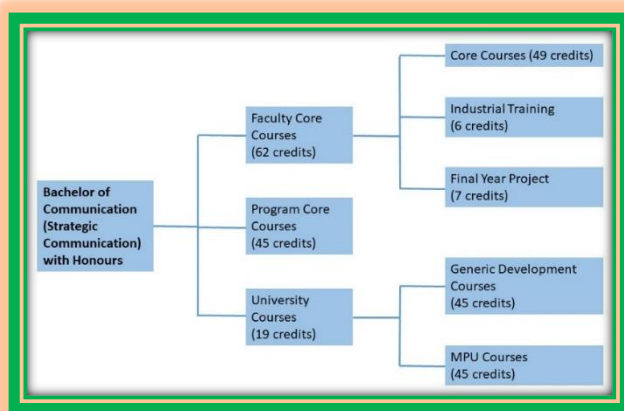 Bachelor of
Communication
(Strategic
Communication)
with Honours
Faculty Core
Courses
(62 credits)
Core Courses (49 credits)
Industrial Training
(6 credits)
Final Year Project
(7 credits)
Program Core
Courses
(45 credits)
University
Courses
(19 credits)
Generic Development
Courses
(45 credits)
MPU Courses
(45 credits)